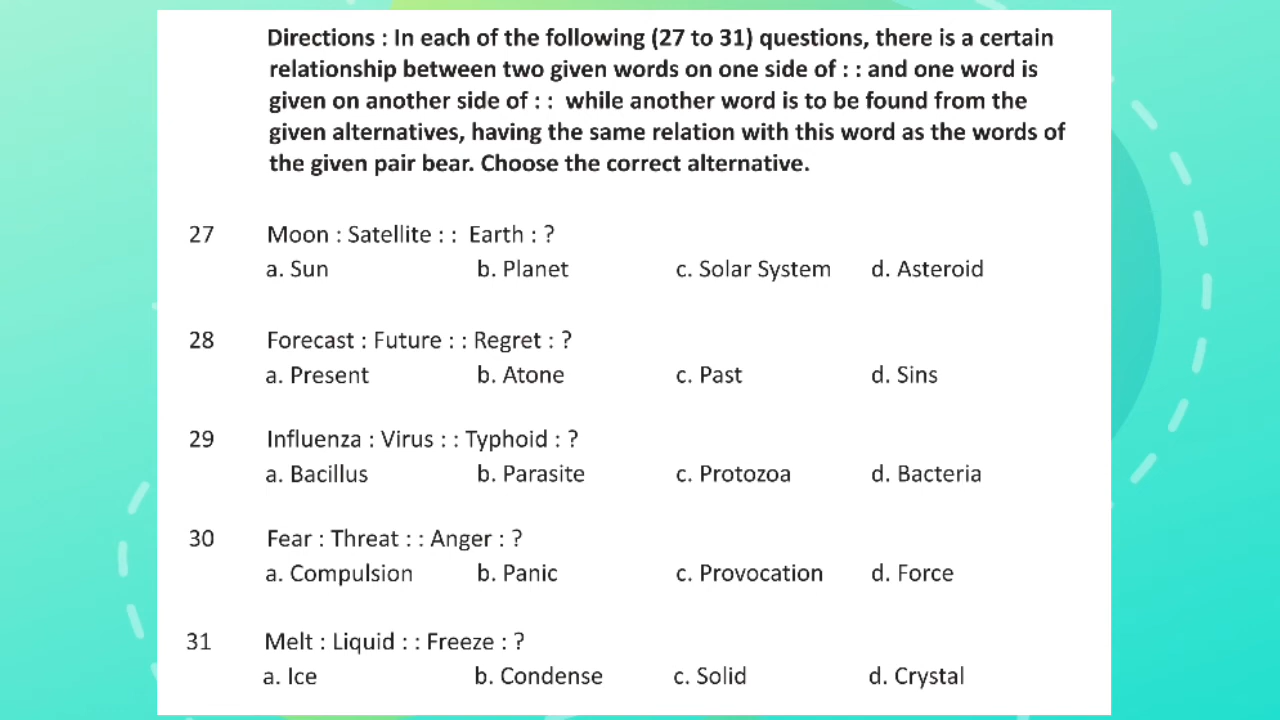 Directions : In each of the following (27 to 31) questions, there is a certain
relationship between two given words on one side of : : and one word is
given on another side of : : while another word is to be found from the
given alternatives, having the same relation with this word as the words of
the given pair bear. Choose the correct alternative.
27 Moon : Satellite : : Earth : ?
a. Sun b. Planet c. Solar System d. Asteroid
28 Forecast : Future : : Regret : ?
a. Present b. Atone c. Past d. Sins
29 Influenza : Virus : : Typhoid : ?
a. Bacillus b. Parasite c. Protozoa d. Bacteria
30 Fear : Threat : : Anger : ?
a. Compulsion b. Panic c. Provocation d. Force
31 Melt : Liquid : : Freeze : ?
a. Ice b. Condense c. Solid d. Crystal